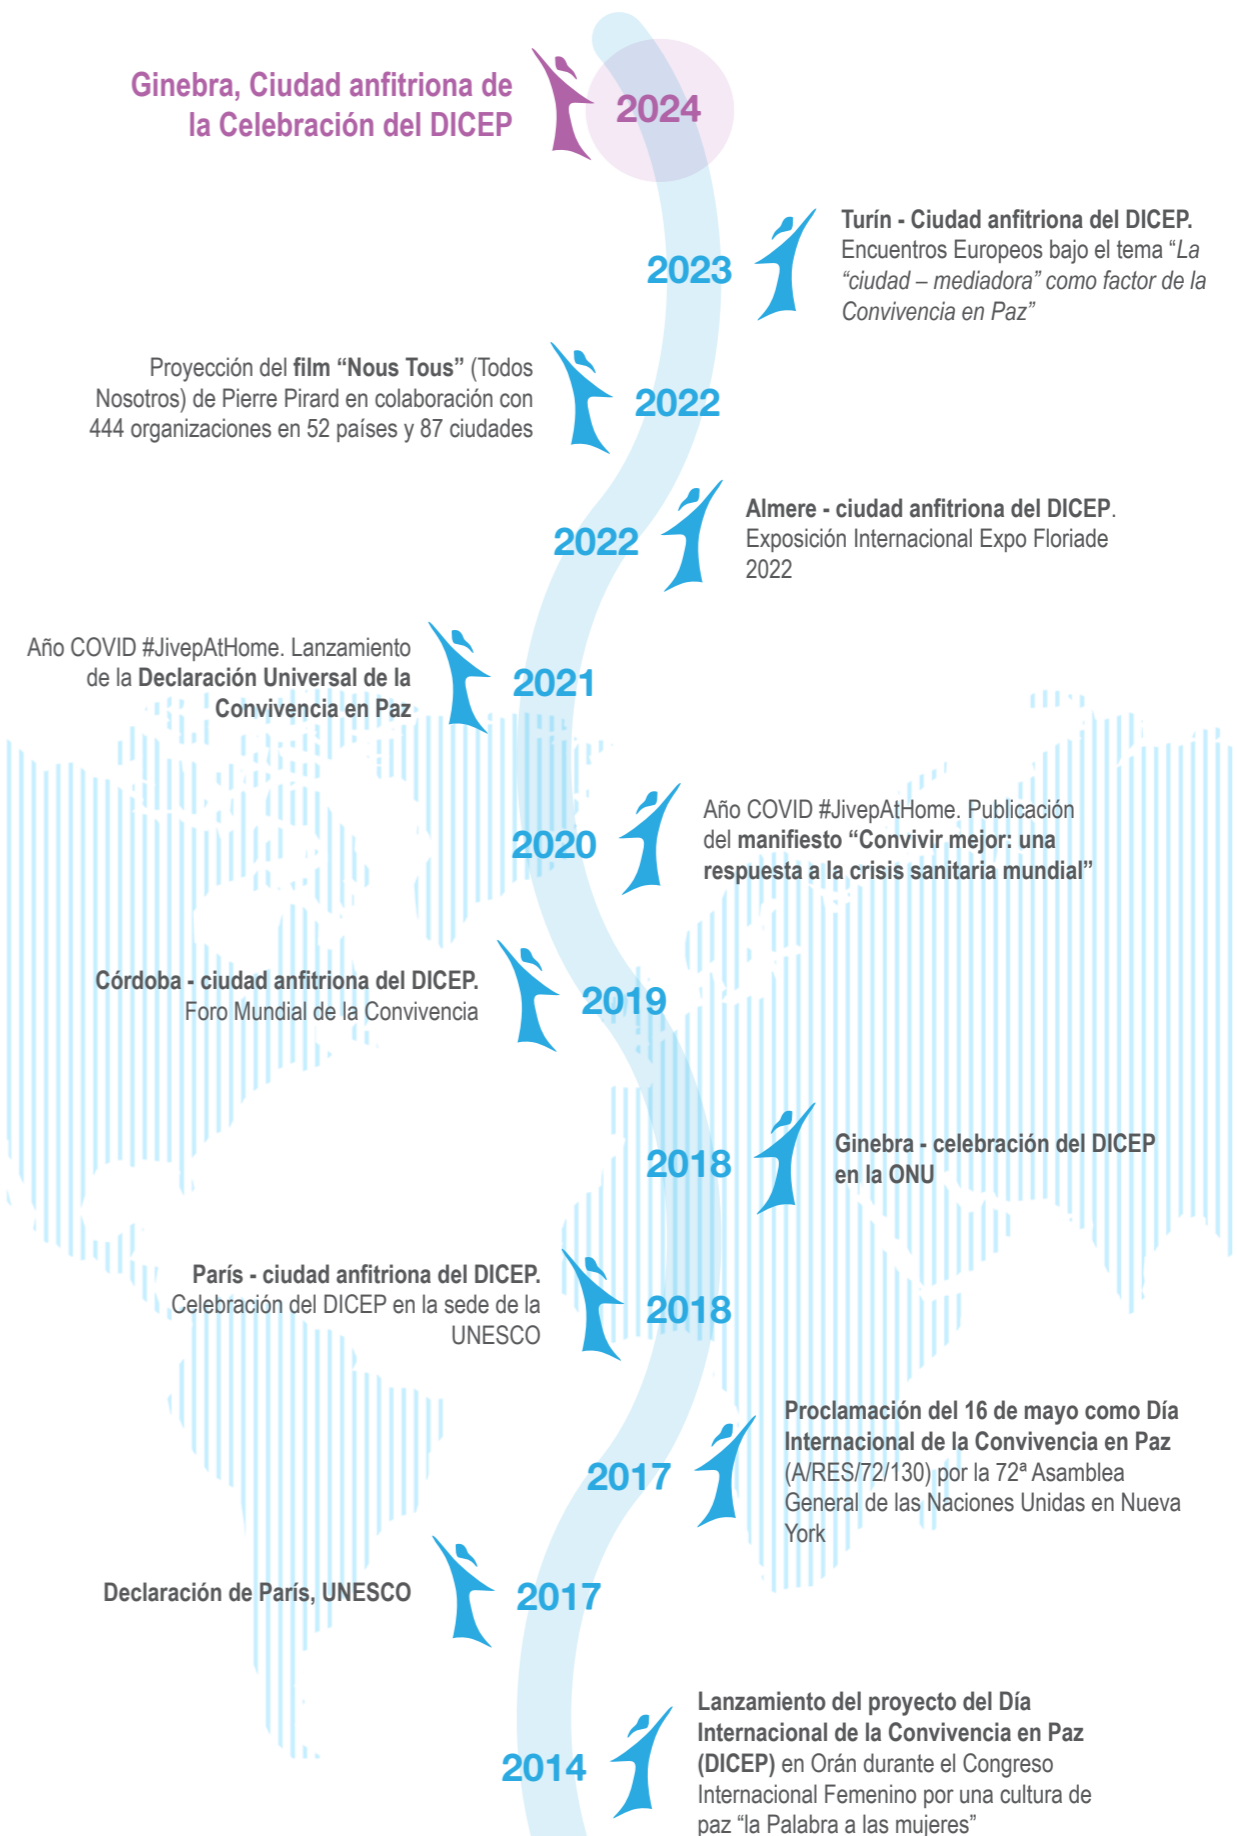 Ginebra, Ciudad anfitriona de
la Celebración del DICEP
2024
2023
Turín - Ciudad anfitriona del DICEP.
Encuentros Europeos bajo el tema “La
“ciudad – mediadora” como factor de la
Convivencia en Paz”
Proyección del film “Nous Tous” (Todos
Nosotros) de Pierre Pirard en colaboración con
444 organizaciones en 52 países y 87 ciudades
2022
2022
Almere - ciudad anfitriona del DICEP.
Exposición Internacional Expo Floriade
2022
Año COVID #JivepAtHome. Lanzamiento
de la Declaración Universal de la
Convivencia en Paz
2021
2020
Año COVID #JivepAtHome. Publicación
del manifiesto “Convivir mejor: una
respuesta a la crisis sanitaria mundial”
Córdoba - ciudad anfitriona del DICEP.
Foro Mundial de la Convivencia
2019
2018
Ginebra - celebración del DICEP
en la ONU
París - ciudad anfitriona del DICEP.
Celebración del DICEP en la sede de la
UNESCO
2018
2017
Proclamación del 16 de mayo como Día
Internacional de la Convivencia en Paz
(A/RES/72/130) por la 72ª Asamblea
General de las Naciones Unidas en Nueva
York
Declaración de París, UNESCO
2017
2014
Lanzamiento del proyecto del Día
Internacional de la Convivencia en Paz
(DICEP) en Orán durante el Congreso
Internacional Femenino por una cultura de
paz “la Palabra a las mujeres”